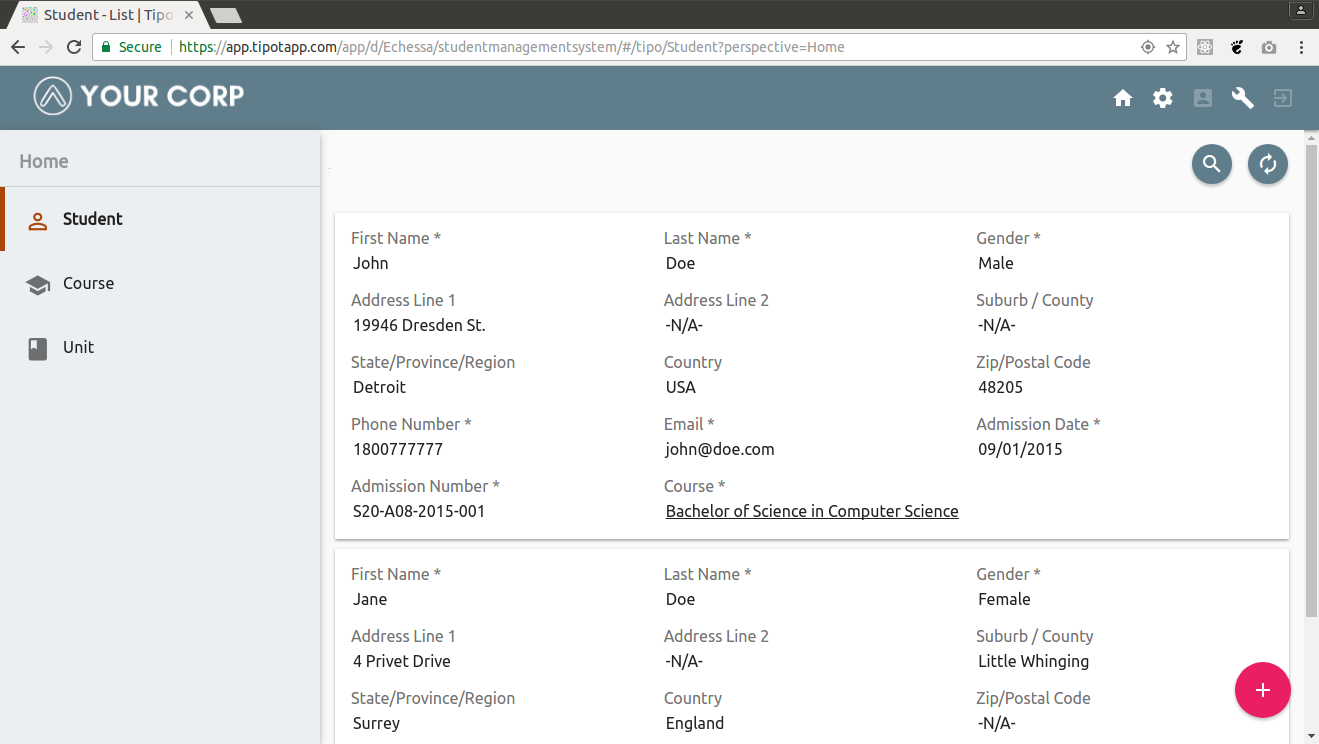 Student - List | Tipo
Secure https://app.tipotapp.com/app/d/Echessa/studentmanagementsystem/#/tipo/Student?perspective=Home
YOUR CORP
Home
Student
Course
Unit
First Name * Last Name * Gender *
John Doe Male
Address Line 1 Address Line 2 Suburb / County
19946 Dresden St. -N/A- -N/A-
State/Province/Region Country Zip/Postal Code
Detroit USA 48205
Phone Number * Email * Admission Date *
1800777777 john@doe.com 09/01/2015
Admission Number * Course *
S20-A08-2015-001 Bachelor of Science in Computer Science
First Name * Last Name * Gender *
Jane Doe Female
Address Line 1 Address Line 2 Suburb / County
4 Privet Drive -N/A- Little Whinging
State/Province/Region Country Zip/Postal Code
Surrey England -N/A-